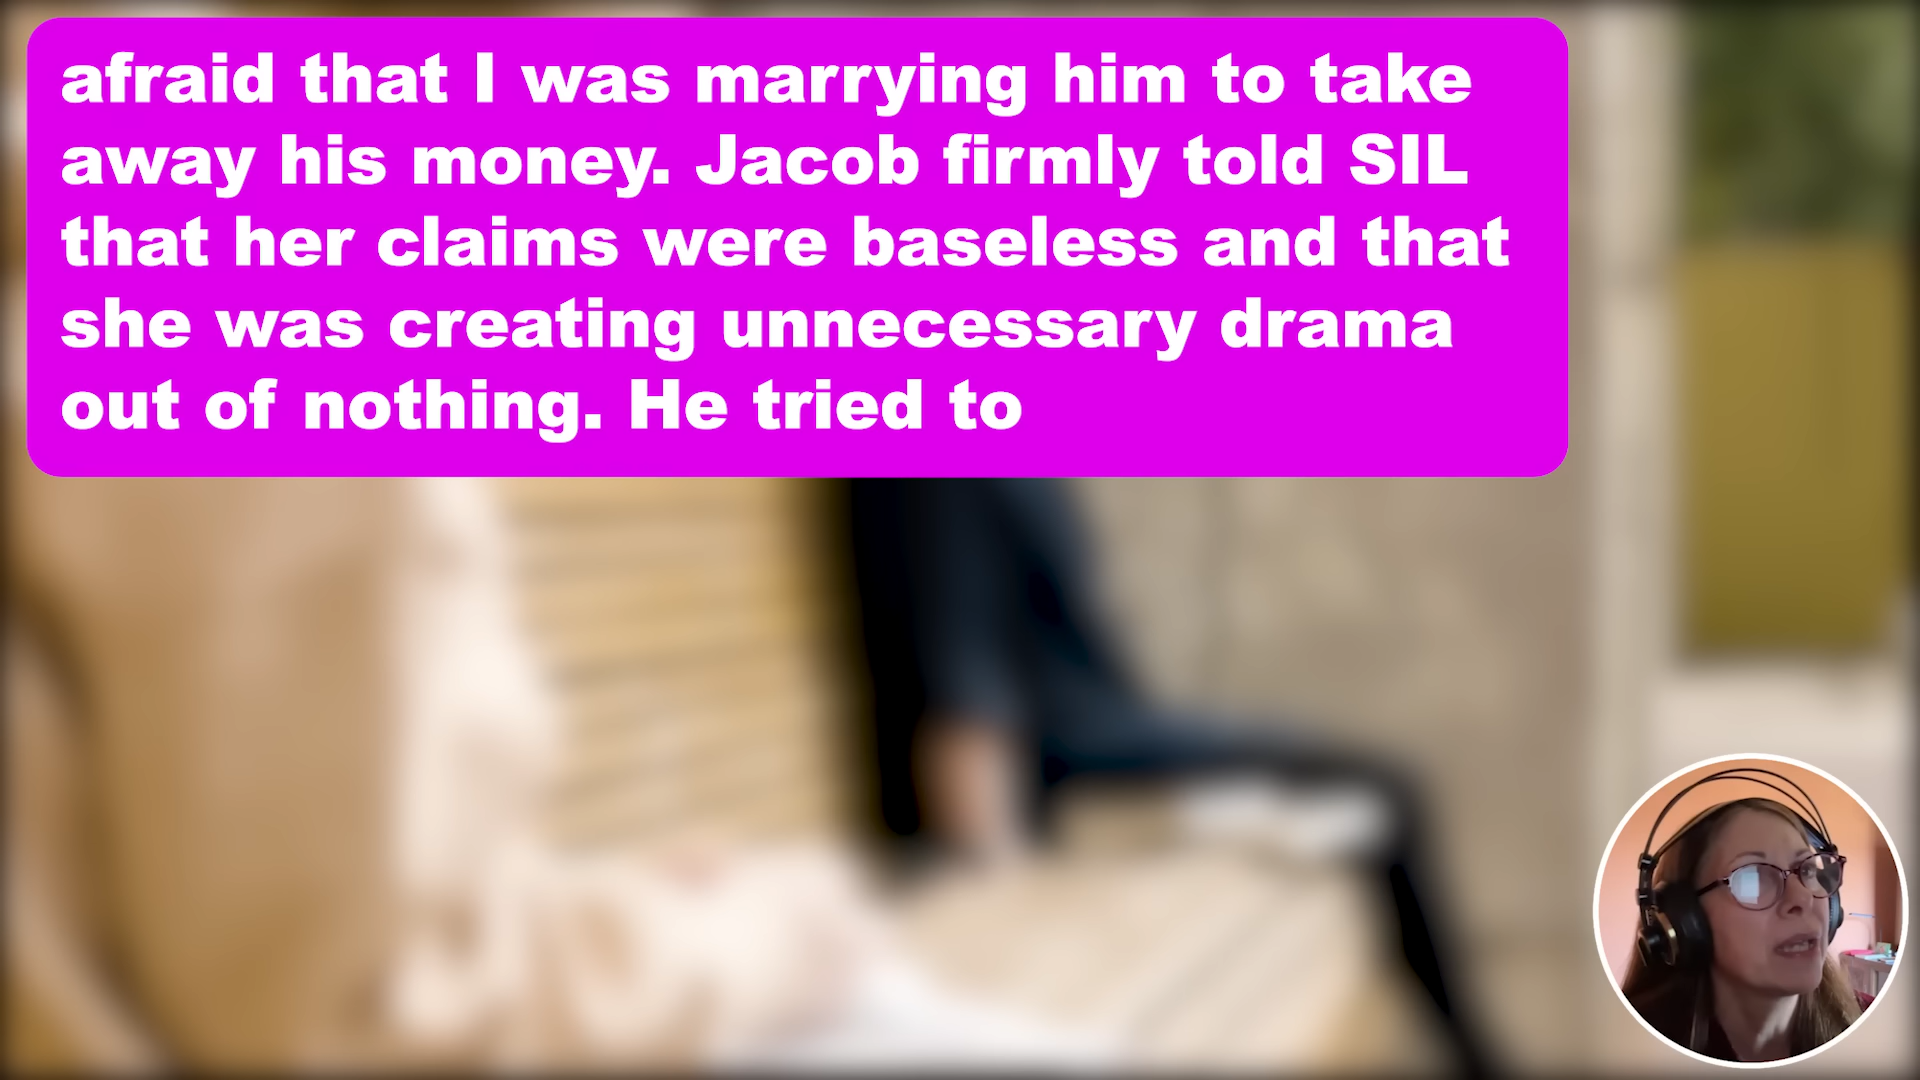 afraid that I was marrying him to take
away his money. Jacob firmly told SIL
that her claims were baseless and that
she was creating unnecessary drama
out of nothing. He tried to